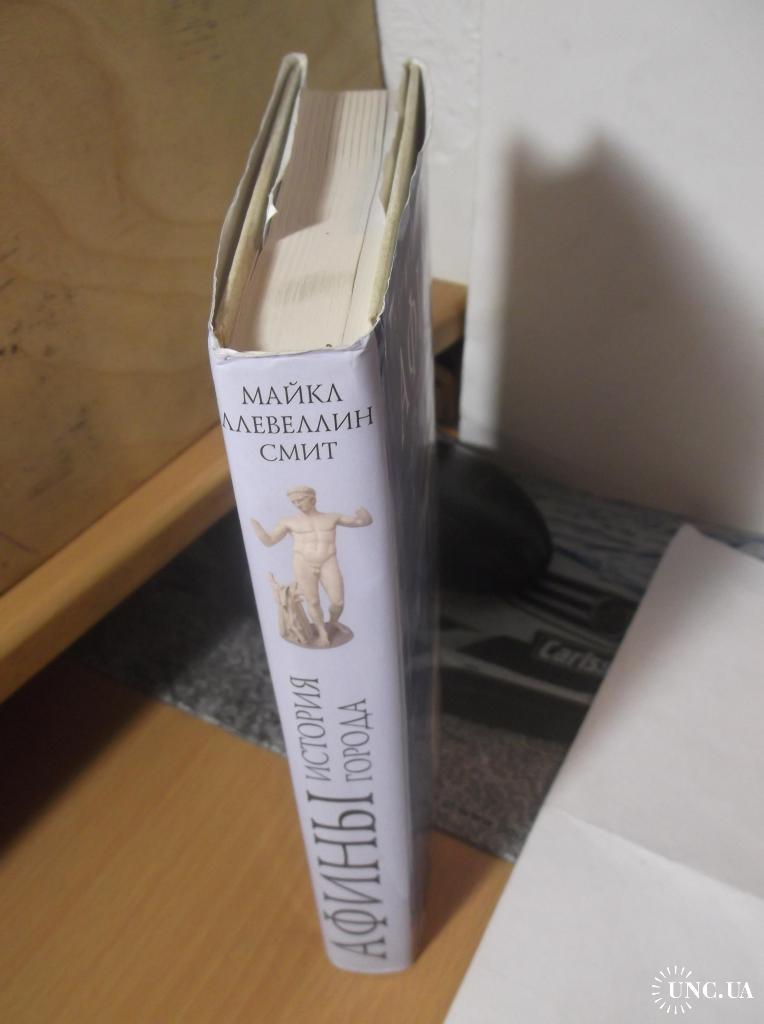 МАЙКЛ
ЛЛЕВЕЛЛИН
СМИТ
АФИНЫ
ИСТОРИЯ
ГОРОДА
UNC.UA